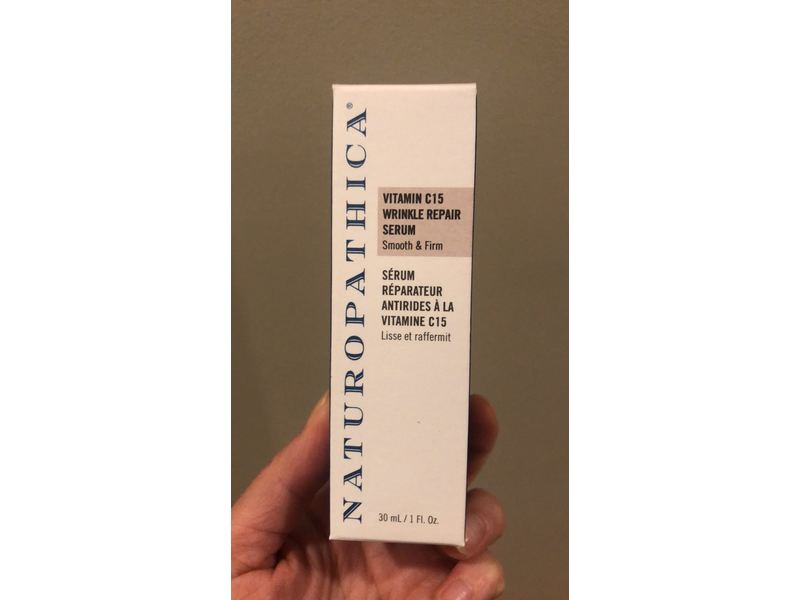 NATUROPATHICA®
VITAMIN C15
WRINKLE REPAIR
SERUM
Smooth & Firm
SÉRUM
RÉPARATEUR
ANTIRIDES À LA
VITAMINE C15
Lisse et raffermit
30 mL / 1 Fl. Oz.